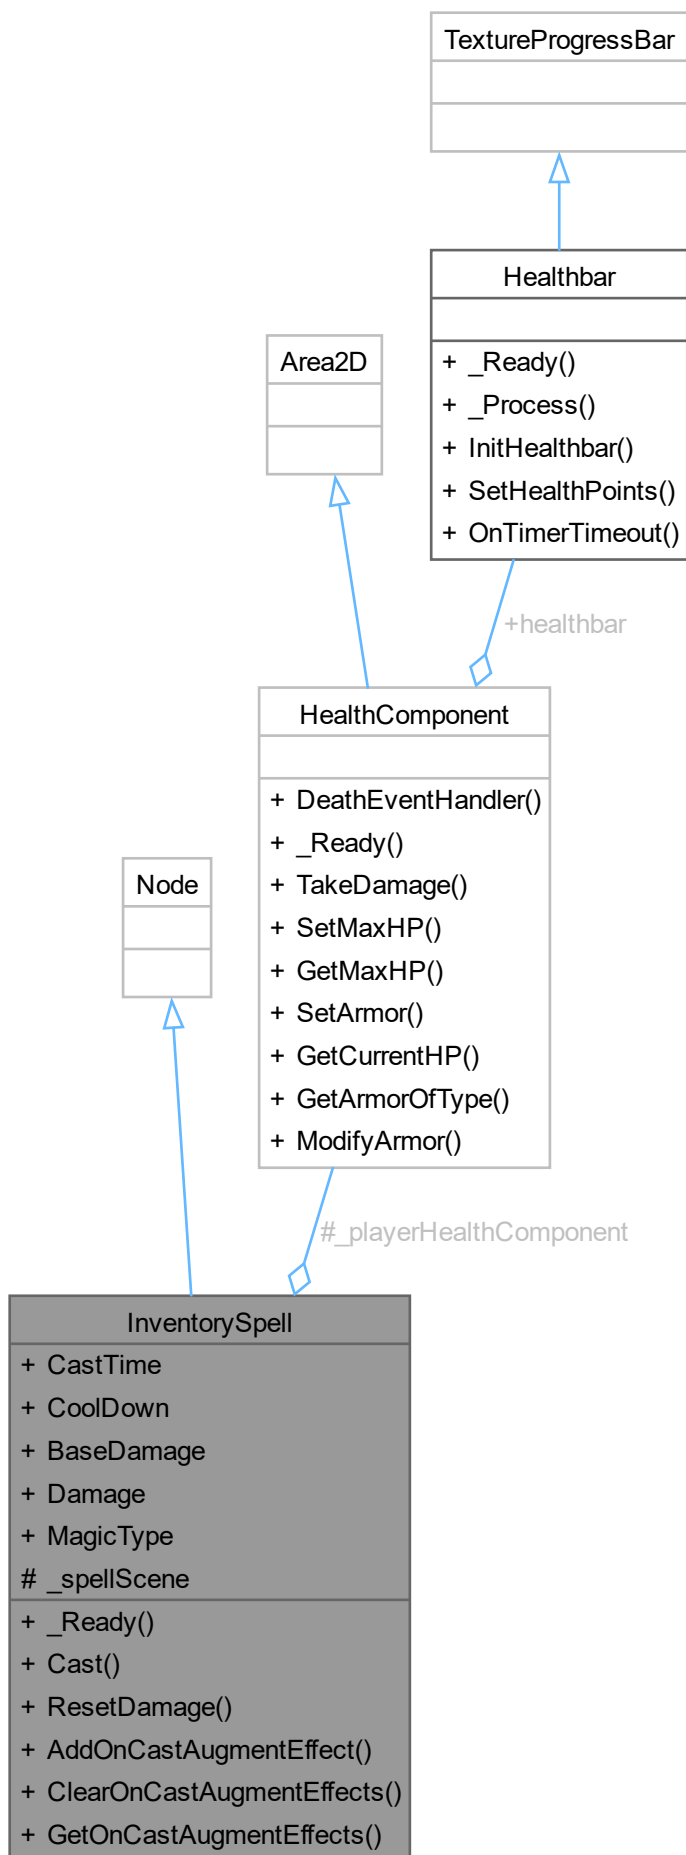 TextureProgressBar
Healthbar
+ _Ready()
+ _Process()
+ InitHealthbar()
+ SetHealthPoints()
+ OnTimerTimeout()
Area2D
+healthbar
HealthComponent
+ DeathEventHandler()
+ _Ready()
+ TakeDamage()
+ SetMaxHP()
+ GetMaxHP()
+ SetArmor()
+ GetCurrentHP()
+ GetArmorOfType()
+ ModifyArmor()
Node
#_playerHealthComponent
InventorySpell
+ CastTime
+ CoolDown
+ BaseDamage
+ Damage
+ MagicType
# _spellScene
+ _Ready()
+ Cast()
+ ResetDamage()
+ AddOnCastAugmentEffect()
+ ClearOnCastAugmentEffects()
+ GetOnCastAugmentEffects()